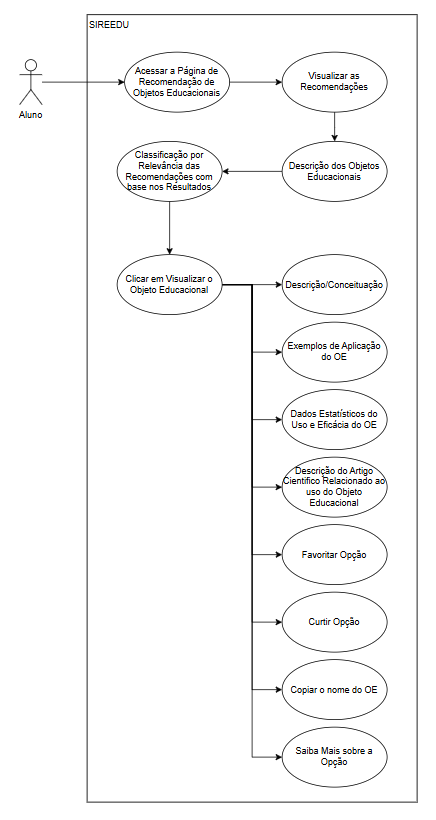 SIREEDU
Aluno
Acessar a Página de
Recomendação de
Objetos Educacionais
Visualizar as
Recomendações
Descrição dos Objetos
Educacionais
Classificação por
Relevância das
Recomendações com
base nos Resultados
Clicar em Visualizar o
Objeto Educacional
Descrição/Conceituação
Exemplos de Aplicação
do OE
Dados Estatísticos do
Uso e Eficácia do OE
Descrição do Artigo
Científico Relacionado ao
uso do Objeto
Educacional
Favoritar Opção
Curtir Opção
Copiar o nome do OE
Saiba Mais sobre a
Opção